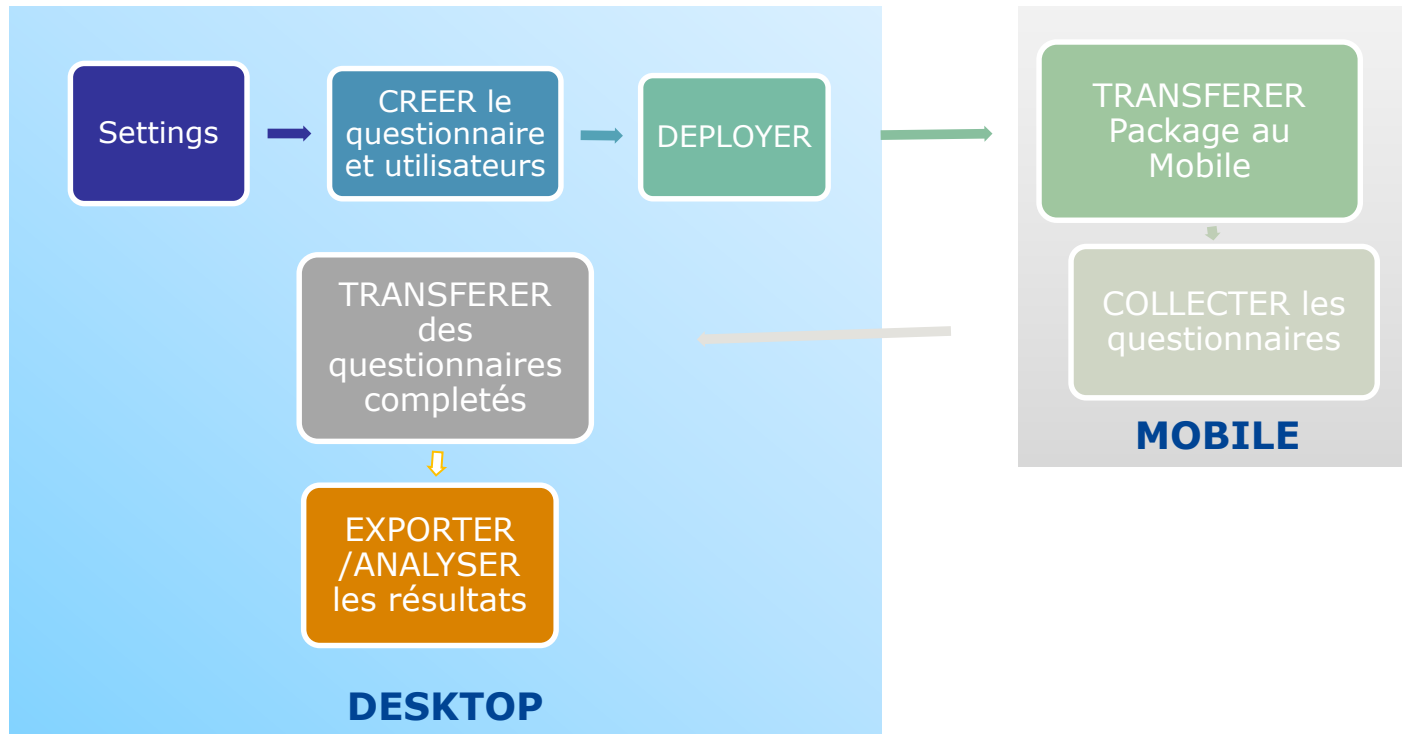 Settings
CREER le
questionnaire
et utilisateurs
DEPLOYER
TRANSFERER
Package au
Mobile
COLLECTER les
questionnaires
MOBILE
TRANSFERER
des
questionnaires
completés
EXPORTER
/ANALYSER
les résultats
DESKTOP